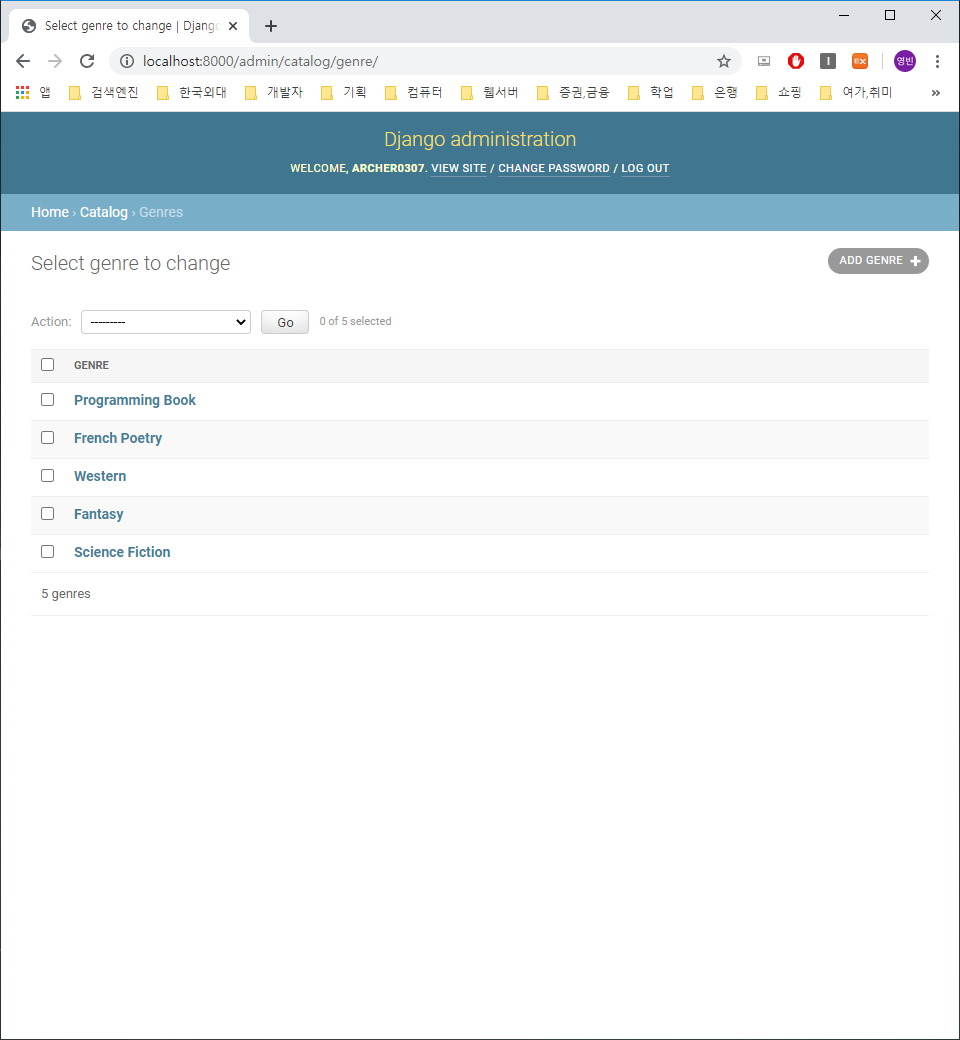 Select genre to change | Djang
localhost:8000/admin/catalog/genre/
영빈
앱 검색엔진 한국외대 개발자 기획 컴퓨터 웹서버 증권,금융 학업 은행 쇼핑 여가,취미 »
Django administration
WELCOME, ARCHER0307. VIEW SITE / CHANGE PASSWORD / LOG OUT
Home › Catalog › Genres
Select genre to change
ADD GENRE +
Action: --------- Go 0 of 5 selected
GENRE
Programming Book
French Poetry
Western
Fantasy
Science Fiction
5 genres